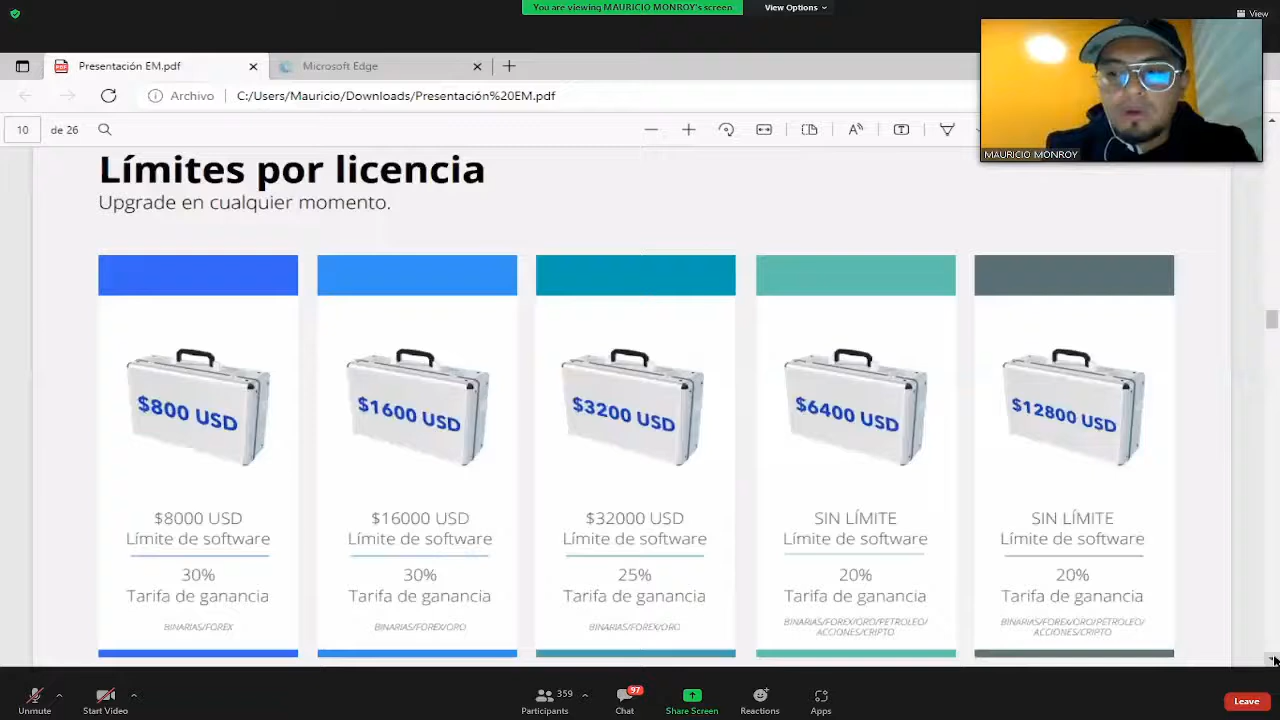 You are viewing MAURICIO MONROY's screen
View Options
View
Presentación EM.pdf
Microsoft Edge
Archivo
C:/Users/Mauricio/Downloads/Presentación%20EM.pdf
10
de 26
MAURICIO MONROY
Límites por licencia
Upgrade en cualquier momento.
$800 USD
$1600 USD
$3200 USD
$6400 USD
$12800 USD
$8000 USD
Límite de software
30%
Tarifa de ganancia
BINARIAS/FOREX
$16000 USD
Límite de software
30%
Tarifa de ganancia
BINARIAS/FOREX/ORO
$32000 USD
Límite de software
25%
Tarifa de ganancia
BINARIAS/FOREX/ORO
SIN LÍMITE
Límite de software
20%
Tarifa de ganancia
BINARIAS/FOREX/ORO/PETROLEO/
ACCIONES/CRIPTO
SIN LÍMITE
Límite de software
20%
Tarifa de ganancia
BINARIAS/FOREX/ORO/PETROLEO/
ACCIONES/CRIPTO
Unmute
Start Video
359
Participants
97
Chat
Share Screen
Reactions
Apps
Leave